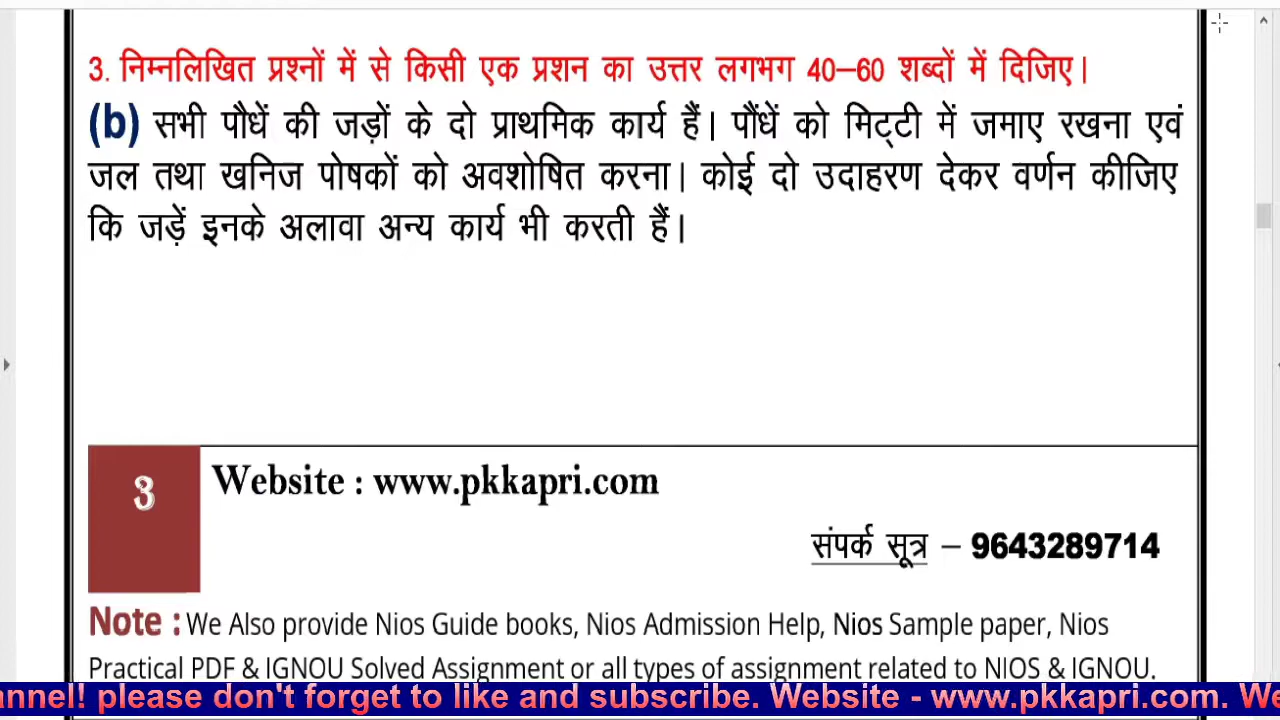 3. निम्नलिखित प्रश्नों में से किसी एक प्रशन का उत्तर लगभग 40–60 शब्दों में दिजिए।
(b) सभी पौधें की जड़ों के दो प्राथमिक कार्य हैं। पौंधें को मिट्टी में जमाए रखना एवं
जल तथा खनिज पोषकों को अवशोषित करना। कोई दो उदाहरण देकर वर्णन कीजिए
कि जड़ें इनके अलावा अन्य कार्य भी करती हैं।
3
Website : www.pkkapri.com
संपर्क सूत्र – 9643289714
Note : We Also provide Nios Guide books, Nios Admission Help, Nios Sample paper, Nios
Practical PDF & IGNOU Solved Assignment or all types of assignment related to NIOS & IGNOU.
annel! please don't forget to like and subscribe. Website - www.pkkapri.com. We